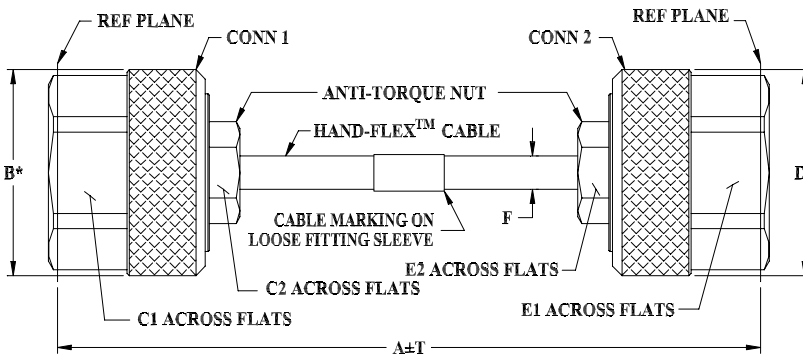 REF PLANE
CONN 1
CONN 2
REF PLANE
ANTI-TORQUE NUT
HAND-FLEX™ CABLE
B*
D
F
CABLE MARKING ON
LOOSE FITTING SLEEVE
E2 ACROSS FLATS
C2 ACROSS FLATS
E1 ACROSS FLATS
C1 ACROSS FLATS
A±T